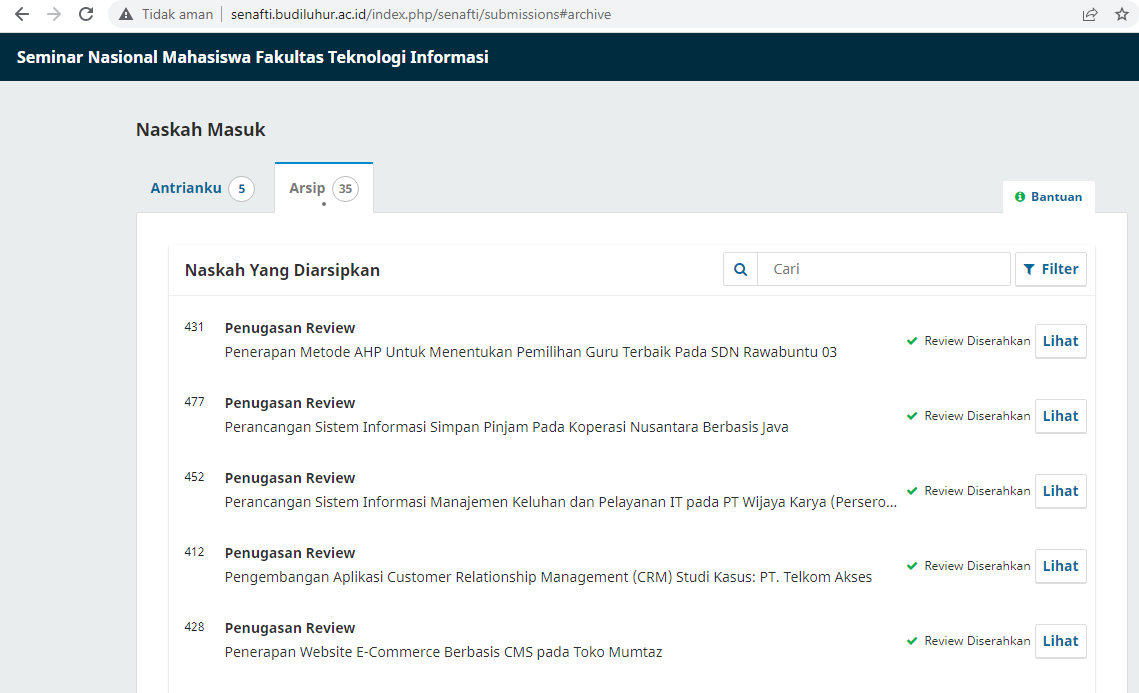 Tidak aman senafti.budiluhur.ac.id/index.php/senafti/submissions#archive
Seminar Nasional Mahasiswa Fakultas Teknologi Informasi
Naskah Masuk
Antrianku 5 Arsip 35
Bantuan
Naskah Yang Diarsipkan Cari Filter
431 Penugasan Review
Penerapan Metode AHP Untuk Menentukan Pemilihan Guru Terbaik Pada SDN Rawabuntu 03
Review Diserahkan Lihat
477 Penugasan Review
Perancangan Sistem Informasi Simpan Pinjam Pada Koperasi Nusantara Berbasis Java
Review Diserahkan Lihat
452 Penugasan Review
Perancangan Sistem Informasi Manajemen Keluhan dan Pelayanan IT pada PT Wijaya Karya (Persero...
Review Diserahkan Lihat
412 Penugasan Review
Pengembangan Aplikasi Customer Relationship Management (CRM) Studi Kasus: PT. Telkom Akses
Review Diserahkan Lihat
428 Penugasan Review
Penerapan Website E-Commerce Berbasis CMS pada Toko Mumtaz
Review Diserahkan Lihat